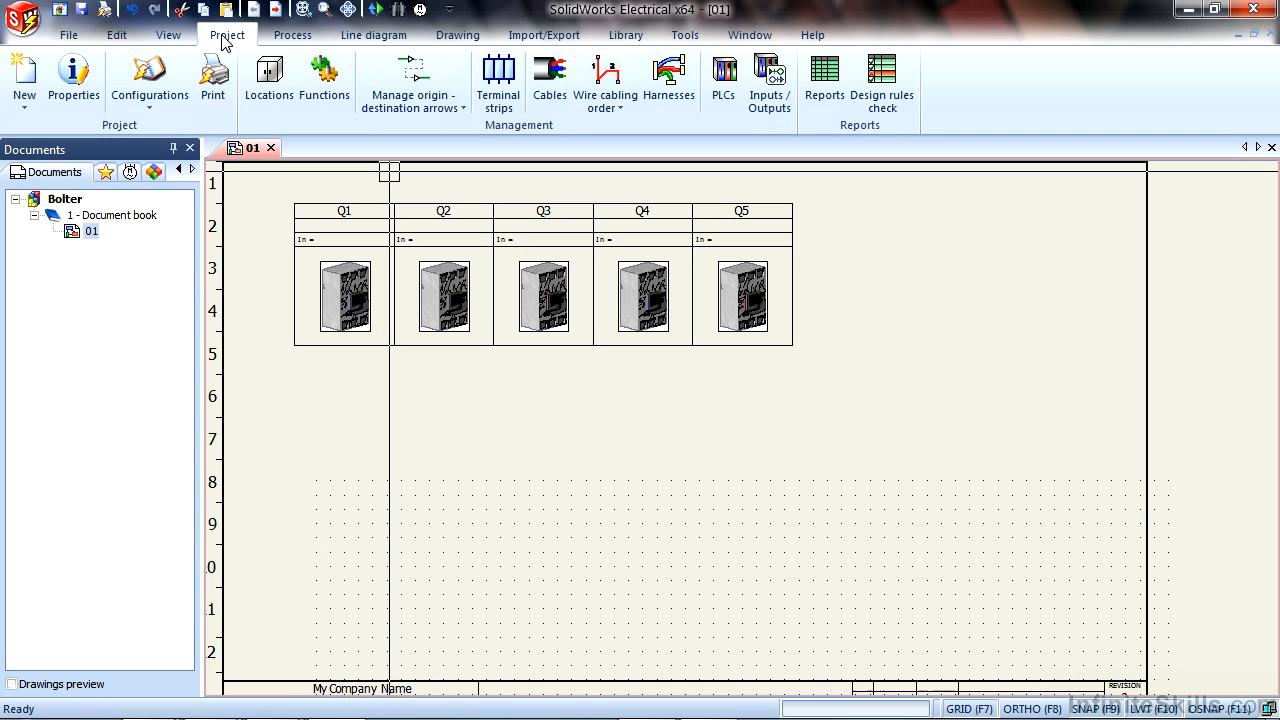 SolidWorks Electrical x64 - [01]
File Edit View Project Process Line diagram Drawing Import/Export Library Tools Window Help
New Properties Configurations Print Locations Functions Manage origin - destination arrows Terminal strips Cables Wire cabling order Harnesses PLCs Inputs / Outputs Reports Design rules check
Project Management Reports
Documents
01
Documents
Bolter
1 - Document book
01
1
2
3
4
5
6
7
8
9
.0
.1
.2
Q1 Q2 Q3 Q4 Q5
In = In = In = In = In =
My Company Name
REVISION
Drawings preview
InfiniteSkills.com
Ready
GRID (F7) ORTHO (F8) SNAP (F9) LWT (F10) OSNAP (F11)